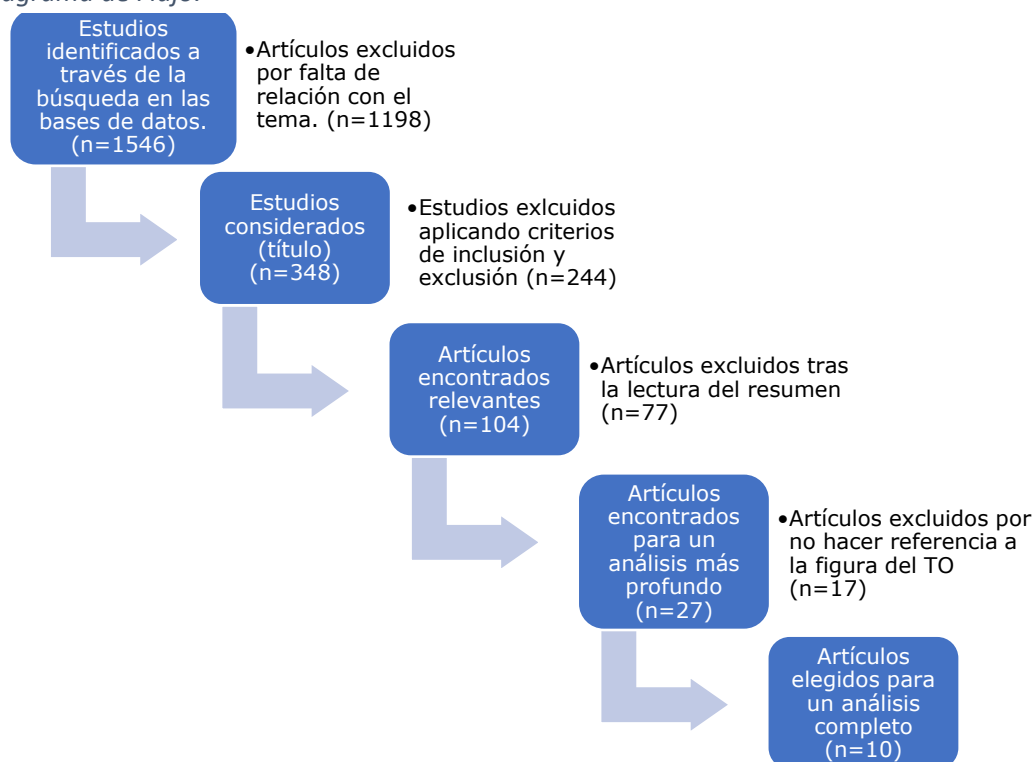 Estudios
identificados a
través de la
búsqueda en las
bases de datos.
(n=1546)
•Artículos excluidos
por falta de
relación con el
tema. (n=1198)
Estudios
considerados
(título)
(n=348)
•Estudios exlcuidos
aplicando criterios
de inclusión y
exclusión (n=244)
Artículos
encontrados
relevantes
(n=104)
•Artículos excluidos tras
la lectura del resumen
(n=77)
Artículos
encontrados
para un
análisis más
profundo
(n=27)
•Artículos excluidos por
no hacer referencia a
la figura del TO
(n=17)
Artículos
elegidos para
un análisis
completo
(n=10)